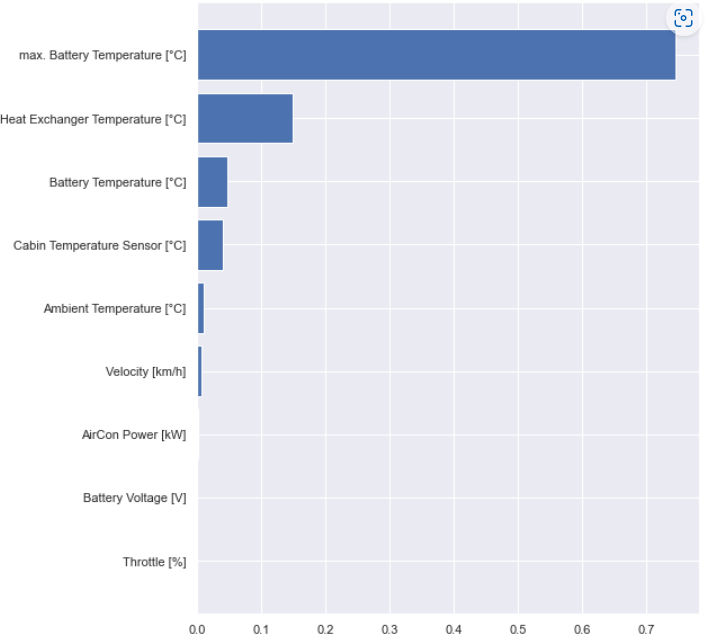 max. Battery Temperature [°C]
Heat Exchanger Temperature [°C]
Battery Temperature [°C]
Cabin Temperature Sensor [°C]
Ambient Temperature [°C]
Velocity [km/h]
AirCon Power [kW]
Battery Voltage [V]
Throttle [%]
0.0 0.1 0.2 0.3 0.4 0.5 0.6 0.7